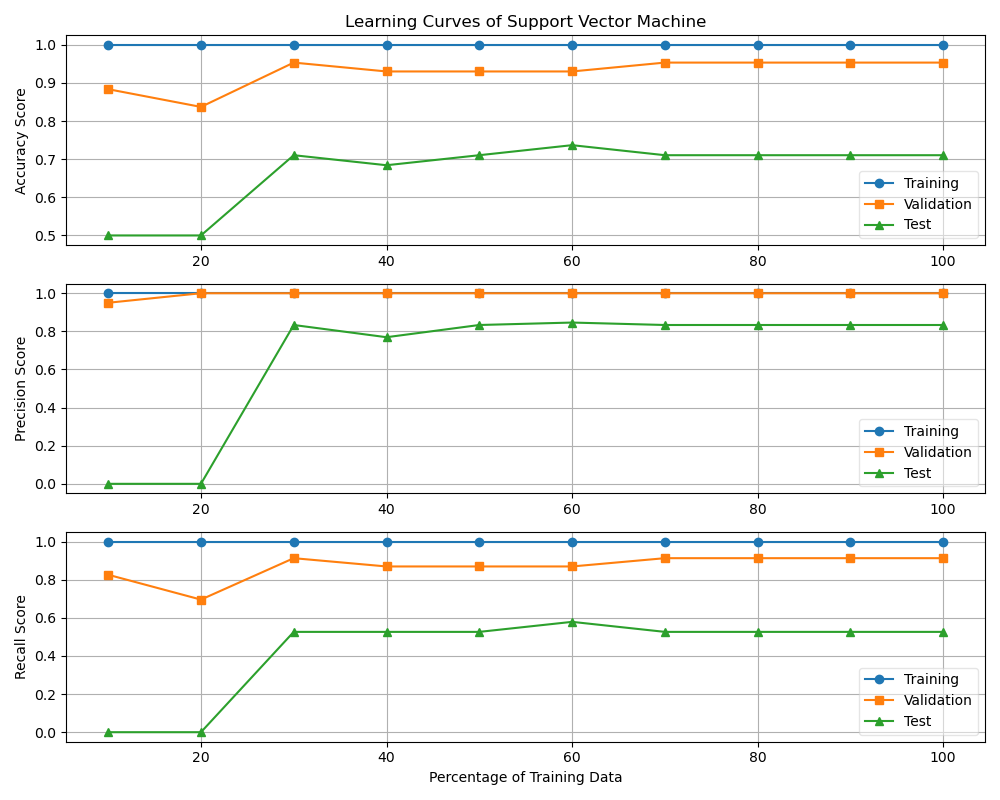 Learning Curves of Support Vector Machine
Accuracy Score
1.0
0.9
0.8
0.7
0.6
0.5
20 40 60 80 100
Training
Validation
Test
Precision Score
1.0
0.8
0.6
0.4
0.2
0.0
20 40 60 80 100
Training
Validation
Test
Recall Score
1.0
0.8
0.6
0.4
0.2
0.0
20 40 60 80 100
Training
Validation
Test
Percentage of Training Data